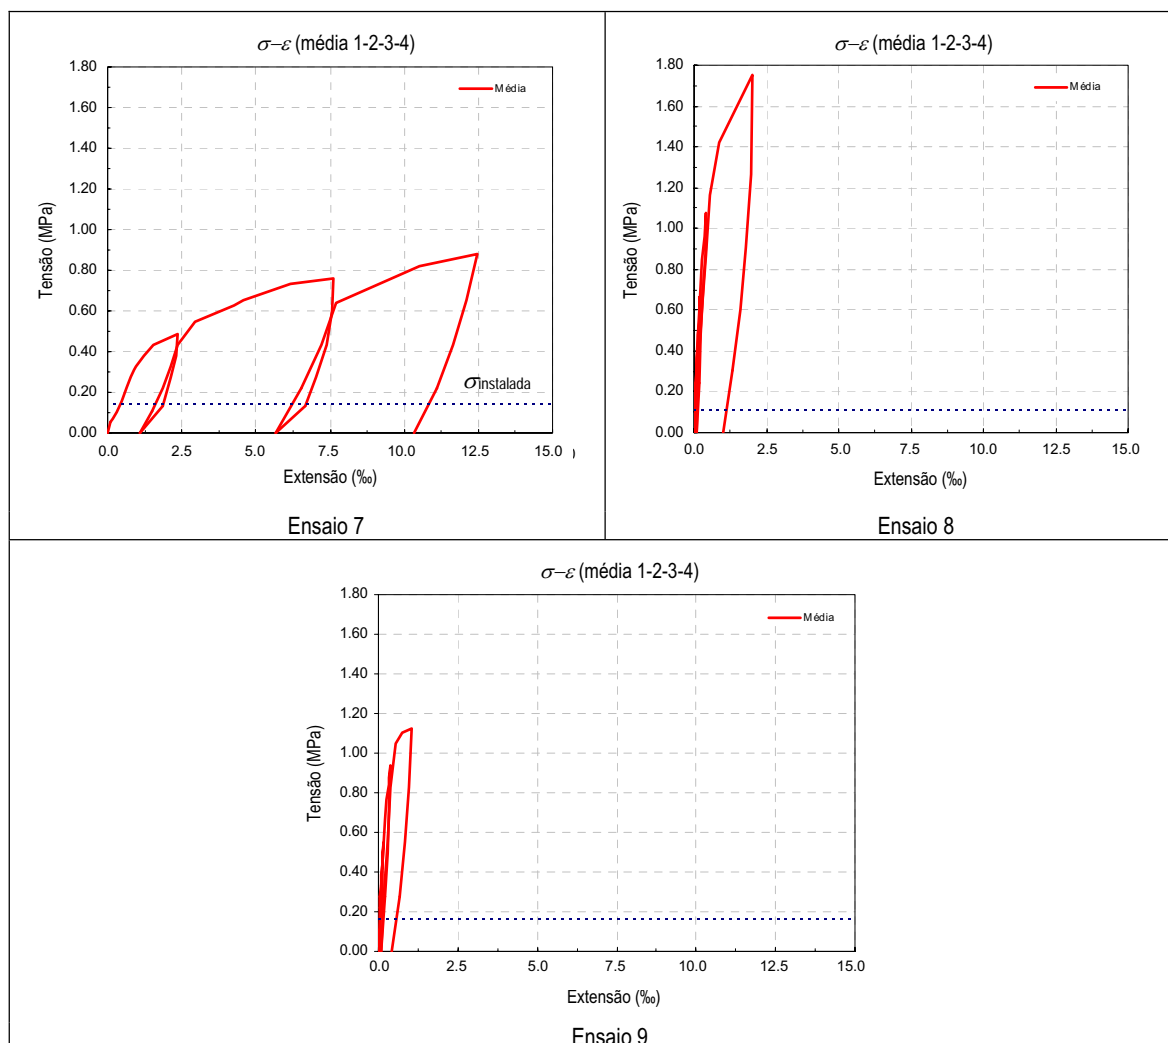 σ–ε (média 1-2-3-4)
1.80
1.60
1.40
1.20
1.00
0.80
0.60
0.40
0.20
0.00
Tensão (MPa)
Média
σinstalada
0.0 2.5 5.0 7.5 10.0 12.5 15.0
Extensão (‰)
Ensaio 7
σ–ε (média 1-2-3-4)
1.80
1.60
1.40
1.20
1.00
0.80
0.60
0.40
0.20
0.00
Tensão (MPa)
Média
0.0 2.5 5.0 7.5 10.0 12.5 15.0
Extensão (‰)
Ensaio 8
σ–ε (média 1-2-3-4)
1.80
1.60
1.40
1.20
1.00
0.80
0.60
0.40
0.20
0.00
Tensão (MPa)
Média
0.0 2.5 5.0 7.5 10.0 12.5 15.0
Extensão (‰)
Ensaio 9